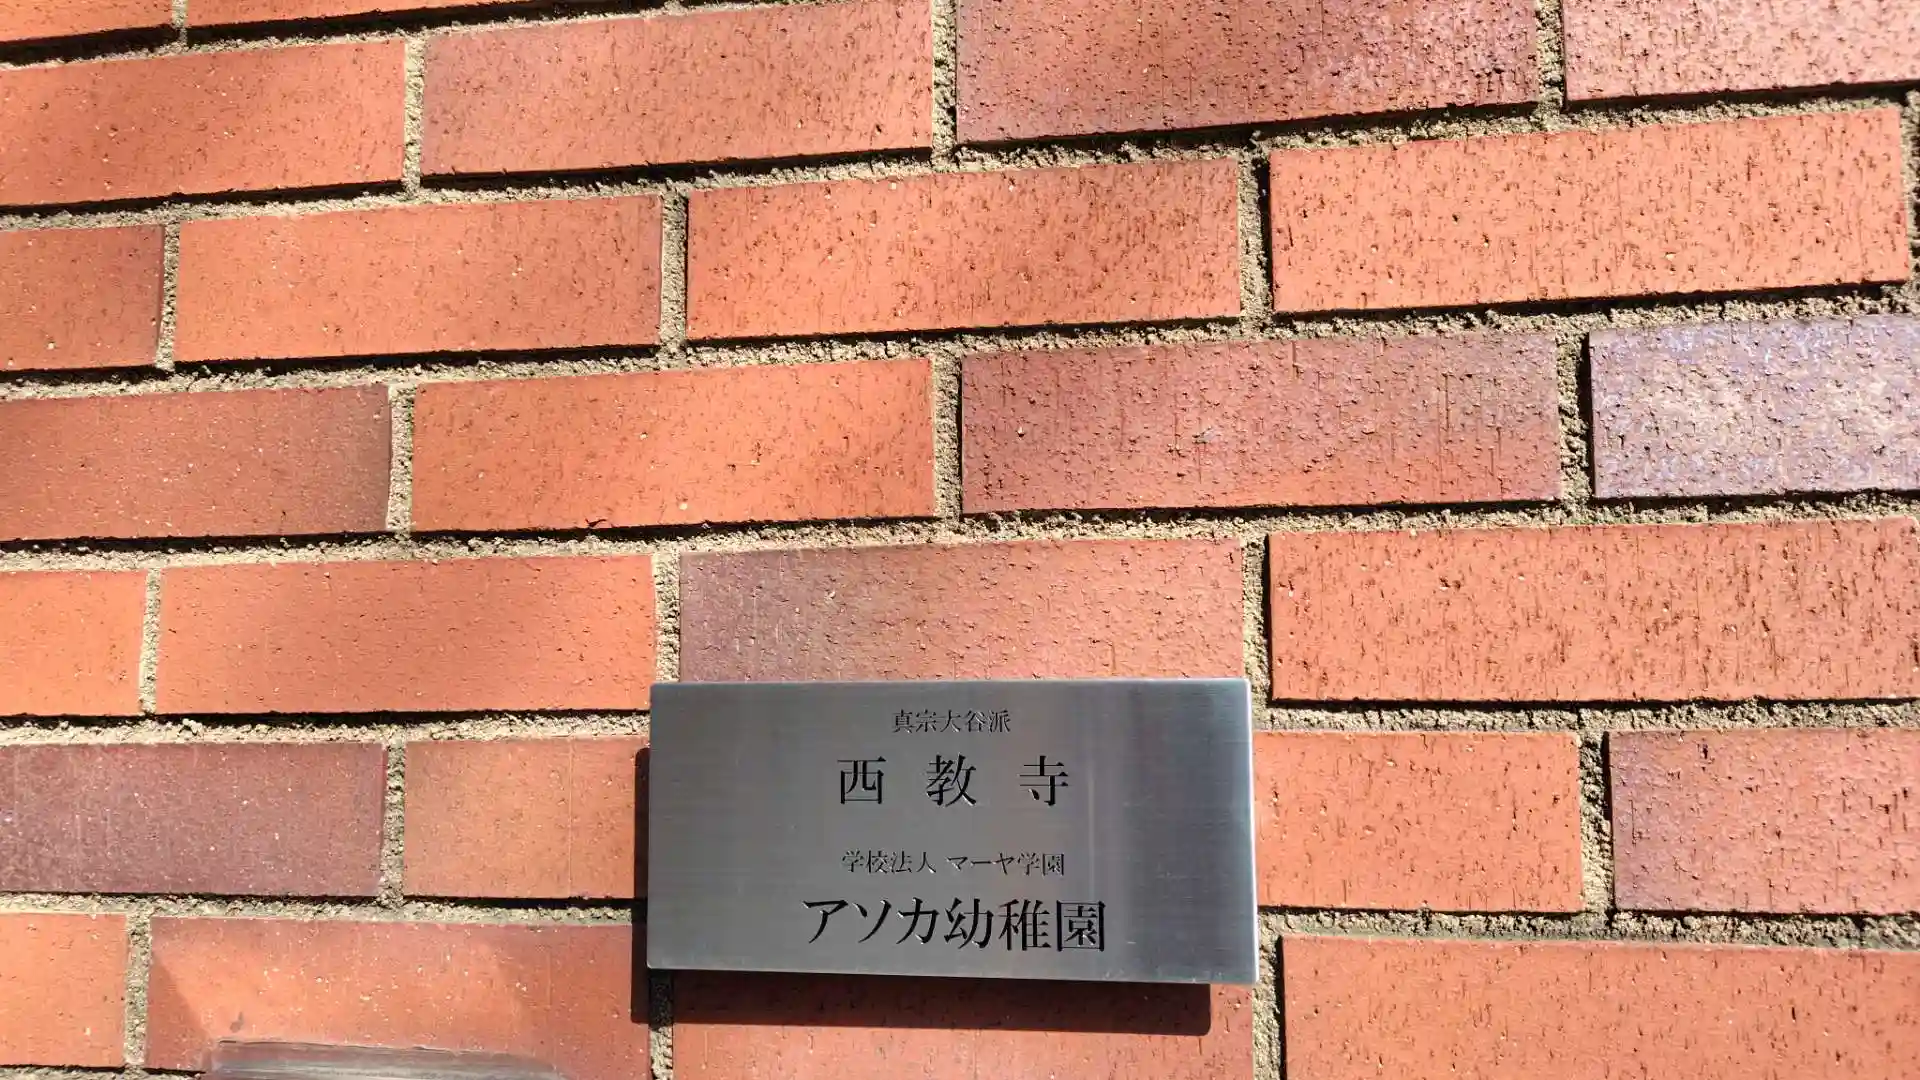 真宗大谷派
西教寺
学校法人 マーヤ学園
アソカ幼稚園